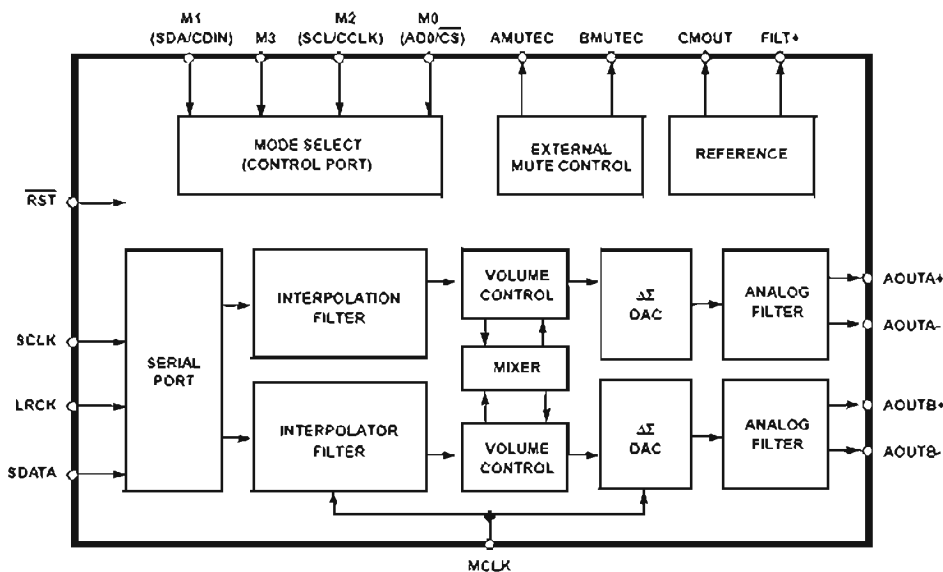 M1 M2 M0
(SDA/CDIN) M3 (SCL/CCLK) (AD0/CS) AMUTEC BMUTEC CMOUT FILT+
MODE SELECT
(CONTROL PORT)
EXTERNAL
MUTE CONTROL
REFERENCE
RST
SCLK
LRCK
SDATA
SERIAL
PORT
INTERPOLATION
FILTER
VOLUME
CONTROL
ΔΣ
DAC
ANALOG
FILTER
AOUTA+
AOUTA-
MIXER
INTERPOLATOR
FILTER
VOLUME
CONTROL
ΔΣ
DAC
ANALOG
FILTER
AOUTB+
AOUTB-
MCLK